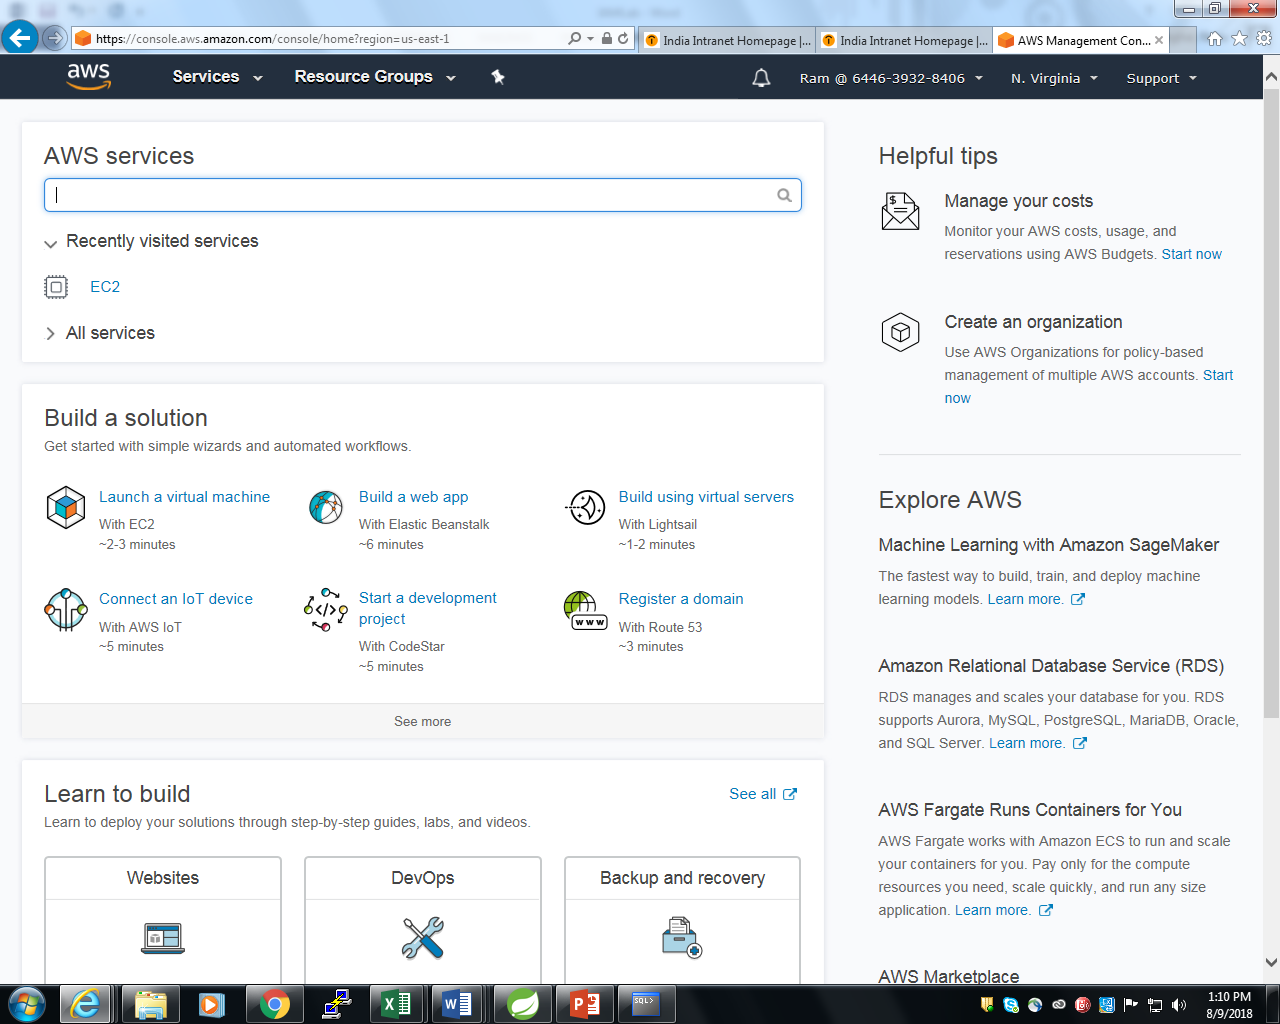 https://console.aws.amazon.com/console/home?region=us-east-1
India Intranet Homepage |...
India Intranet Homepage |...
AWS Management Con...
aws
Services
Resource Groups
Ram @ 6446-3932-8406
N. Virginia
Support
AWS services
Recently visited services
EC2
All services
Build a solution
Get started with simple wizards and automated workflows.
Launch a virtual machine
With EC2
~2-3 minutes
Build a web app
With Elastic Beanstalk
~6 minutes
Build using virtual servers
With Lightsail
~1-2 minutes
Connect an IoT device
With AWS IoT
~5 minutes
Start a development
project
With CodeStar
~5 minutes
Register a domain
With Route 53
~3 minutes
See more
Learn to build
See all
Learn to deploy your solutions through step-by-step guides, labs, and videos.
Websites
DevOps
Backup and recovery
Helpful tips
Manage your costs
Monitor your AWS costs, usage, and
reservations using AWS Budgets. Start now
Create an organization
Use AWS Organizations for policy-based
management of multiple AWS accounts. Start
now
Explore AWS
Machine Learning with Amazon SageMaker
The fastest way to build, train, and deploy machine
learning models. Learn more.
Amazon Relational Database Service (RDS)
RDS manages and scales your database for you. RDS
supports Aurora, MySQL, PostgreSQL, MariaDB, Oracle,
and SQL Server. Learn more.
AWS Fargate Runs Containers for You
AWS Fargate works with Amazon ECS to run and scale
your containers for you. Pay only for the compute
resources you need, scale quickly, and run any size
application. Learn more.
AWS Marketplace
SQL>
1:10 PM
8/9/2018